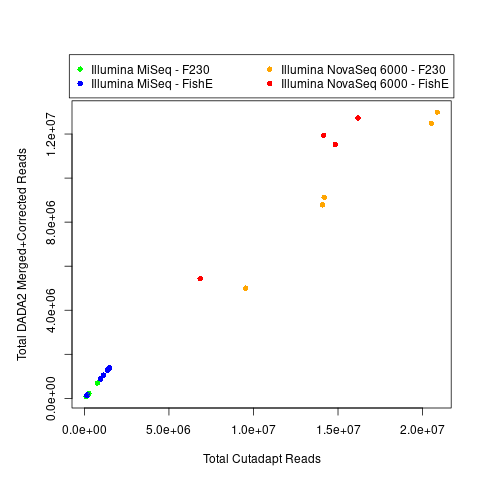 Illumina MiSeq - F230 Illumina NovaSeq 6000 - F230
Illumina MiSeq - FishE Illumina NovaSeq 6000 - FishE
Total DADA2 Merged+Corrected Reads
1.2e+07
8.0e+06
4.0e+06
0.0e+00
0.0e+00 5.0e+06 1.0e+07 1.5e+07 2.0e+07
Total Cutadapt Reads